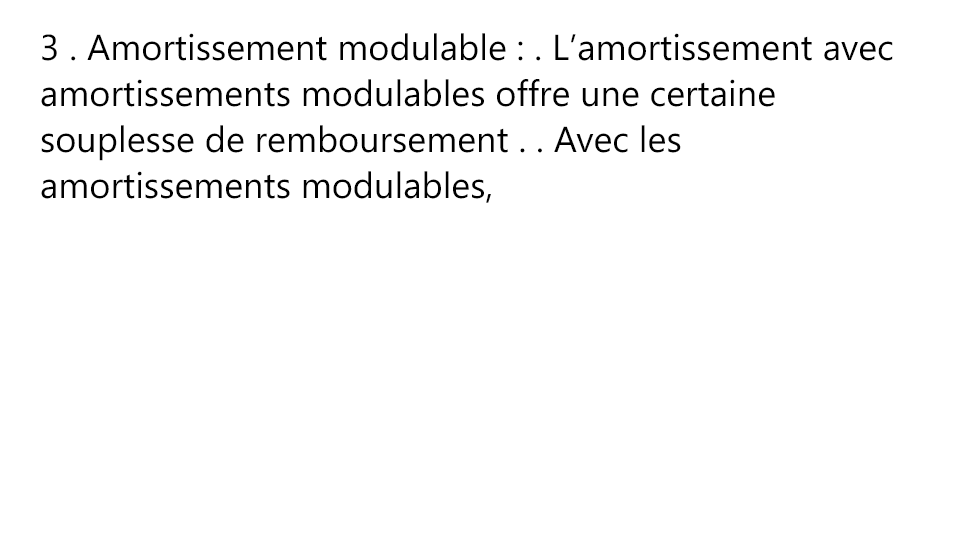 3 . Amortissement modulable : . L’amortissement avec
amortissements modulables offre une certaine
souplesse de remboursement . . Avec les
amortissements modulables,